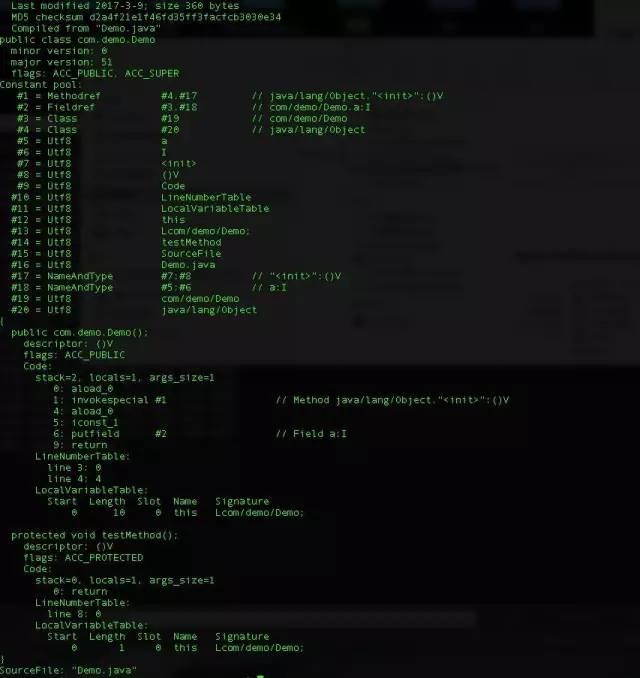 Last modified 2017-3-9; size 360 bytes
MD5 checksum d2a4f21e1f46fd35ff3facfcb3030e34
Compiled from "Demo.java"
public class com.demo.Demo
minor version: 0
major version: 51
flags: ACC_PUBLIC, ACC_SUPER
Constant pool:
#1 = Methodref #4.#17 // java/lang/Object."<init>":()V
#2 = Fieldref #3.#18 // com/demo/Demo.a:I
#3 = Class #19 // com/demo/Demo
#4 = Class #20 // java/lang/Object
#5 = Utf8 a
#6 = Utf8 I
#7 = Utf8 <init>
#8 = Utf8 ()V
#9 = Utf8 Code
#10 = Utf8 LineNumberTable
#11 = Utf8 LocalVariableTable
#12 = Utf8 this
#13 = Utf8 Lcom/demo/Demo;
#14 = Utf8 testMethod
#15 = Utf8 SourceFile
#16 = Utf8 Demo.java
#17 = NameAndType #7:#8 // "<init>":()V
#18 = NameAndType #5:#6 // a:I
#19 = Utf8 com/demo/Demo
#20 = Utf8 java/lang/Object
{
public com.demo.Demo();
descriptor: ()V
flags: ACC_PUBLIC
Code:
stack=2, locals=1, args_size=1
0: aload_0
1: invokespecial #1 // Method java/lang/Object."<init>":()V
4: aload_0
5: iconst_1
6: putfield #2 // Field a:I
9: return
LineNumberTable:
line 3: 0
line 4: 4
LocalVariableTable:
Start Length Slot Name Signature
0 10 0 this Lcom/demo/Demo;
protected void testMethod();
descriptor: ()V
flags: ACC_PROTECTED
Code:
stack=0, locals=1, args_size=1
0: return
LineNumberTable:
line 8: 0
LocalVariableTable:
Start Length Slot Name Signature
0 1 0 this Lcom/demo/Demo;
}
SourceFile: "Demo.java"